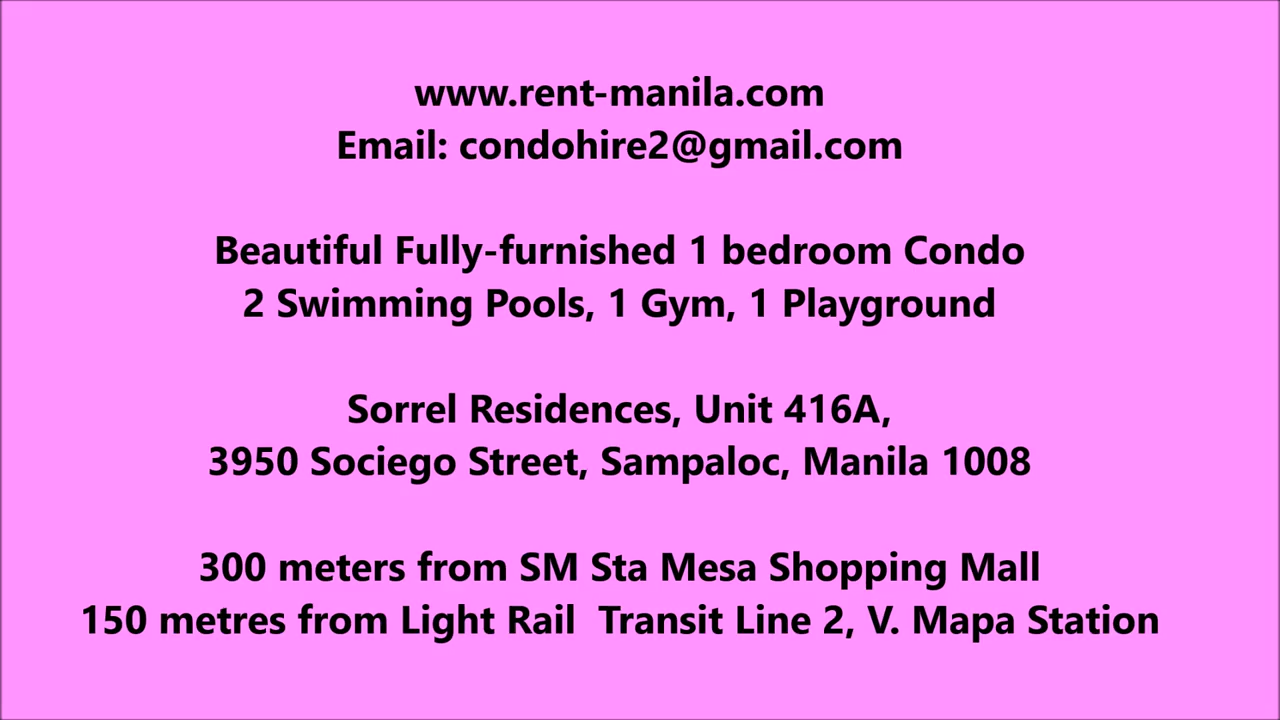 www.rent-manila.com
Email: condohire2@gmail.com
Beautiful Fully-furnished 1 bedroom Condo
2 Swimming Pools, 1 Gym, 1 Playground
Sorrel Residences, Unit 416A,
3950 Sociego Street, Sampaloc, Manila 1008
300 meters from SM Sta Mesa Shopping Mall
150 metres from Light Rail  Transit Line 2, V. Mapa Station